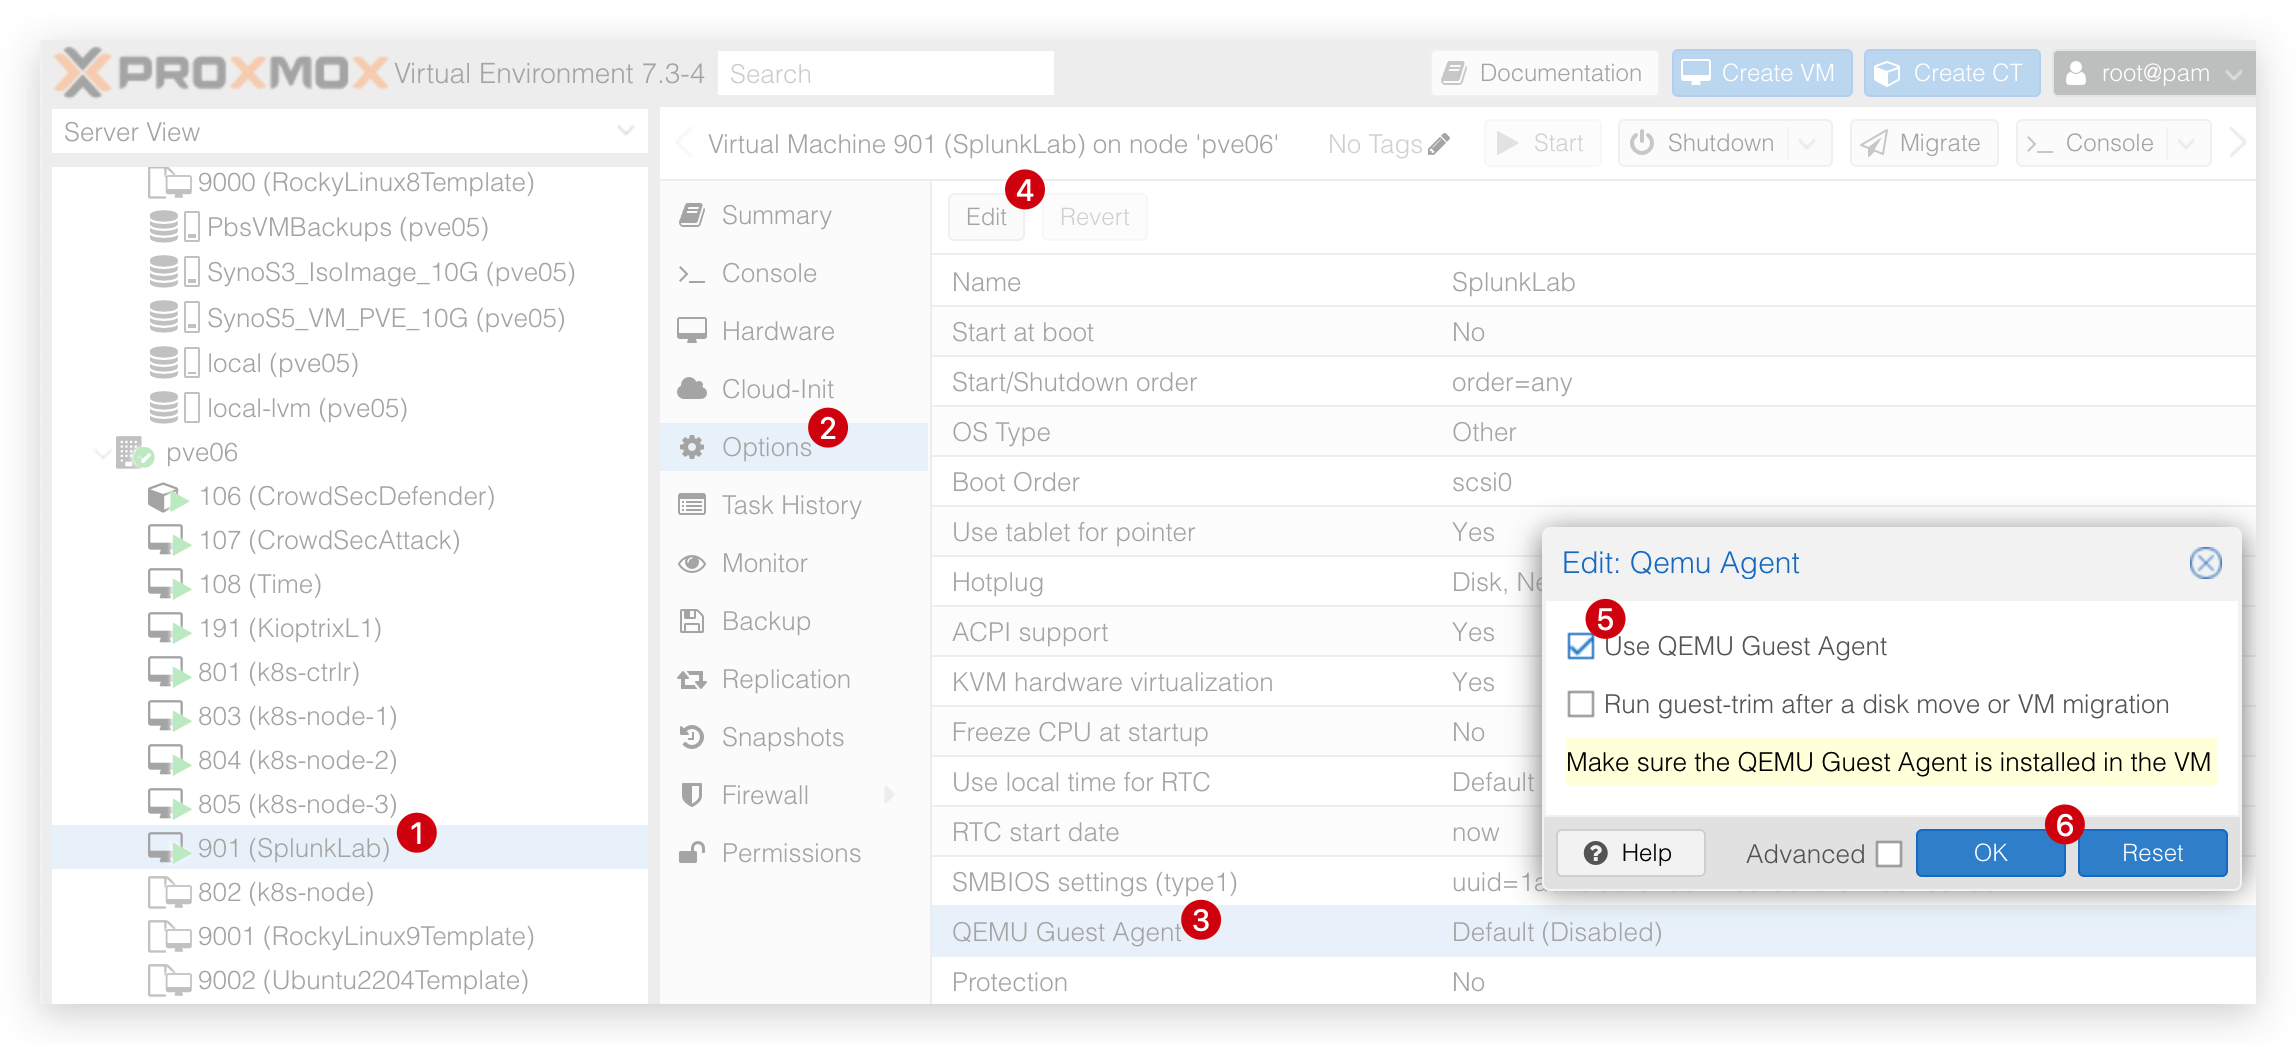 PROXMOX Virtual Environment 7.3-4 Search Documentation Create VM Create CT root@pam
Server View
9000 (RockyLinux8Template)
PbsVMBackups (pve05)
SynoS3_IsoImage_10G (pve05)
SynoS5_VM_PVE_10G (pve05)
local (pve05)
local-lvm (pve05)
pve06
106 (CrowdSecDefender)
107 (CrowdSecAttack)
108 (Time)
191 (KioptrixL1)
801 (k8s-ctrlr)
803 (k8s-node-1)
804 (k8s-node-2)
805 (k8s-node-3)
901 (SplunkLab) 1
802 (k8s-node)
9001 (RockyLinux9Template)
9002 (Ubuntu2204Template)
Virtual Machine 901 (SplunkLab) on node 'pve06' No Tags Start Shutdown Migrate Console
Summary
Console
Hardware
Cloud-Init
Options 2
Task History
Monitor
Backup
Replication
Snapshots
Firewall
Permissions
Edit 4 Revert
Name SplunkLab
Start at boot No
Start/Shutdown order order=any
OS Type Other
Boot Order scsi0
Use tablet for pointer Yes
Hotplug Disk, Ne
ACPI support Yes
KVM hardware virtualization Yes
Freeze CPU at startup No
Use local time for RTC Default
RTC start date now
SMBIOS settings (type1) uuid=1a
QEMU Guest Agent 3 Default (Disabled)
Protection No
Edit: Qemu Agent
5
Use QEMU Guest Agent
Run guest-trim after a disk move or VM migration
Make sure the QEMU Guest Agent is installed in the VM
6
Help Advanced OK Reset